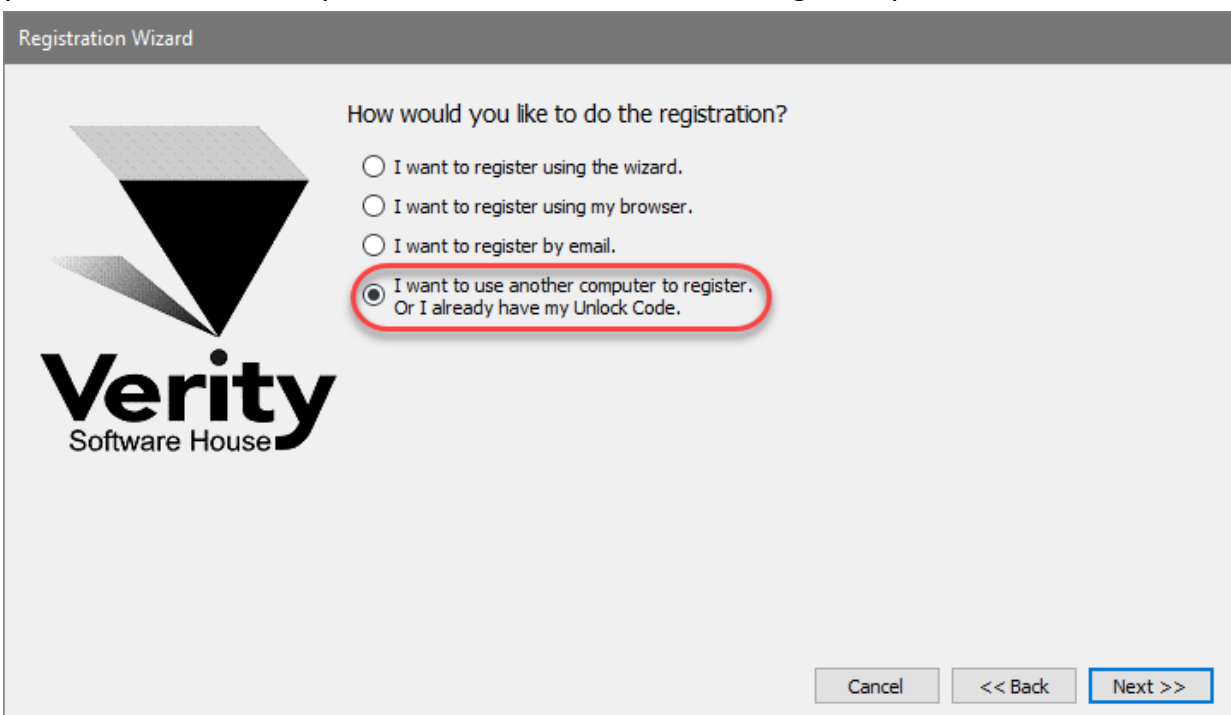 Registration Wizard
How would you like to do the registration?
I want to register using the wizard.
I want to register using my browser.
I want to register by email.
I want to use another computer to register.
Or I already have my Unlock Code.
Verity
Software House
Cancel
<< Back
Next >>